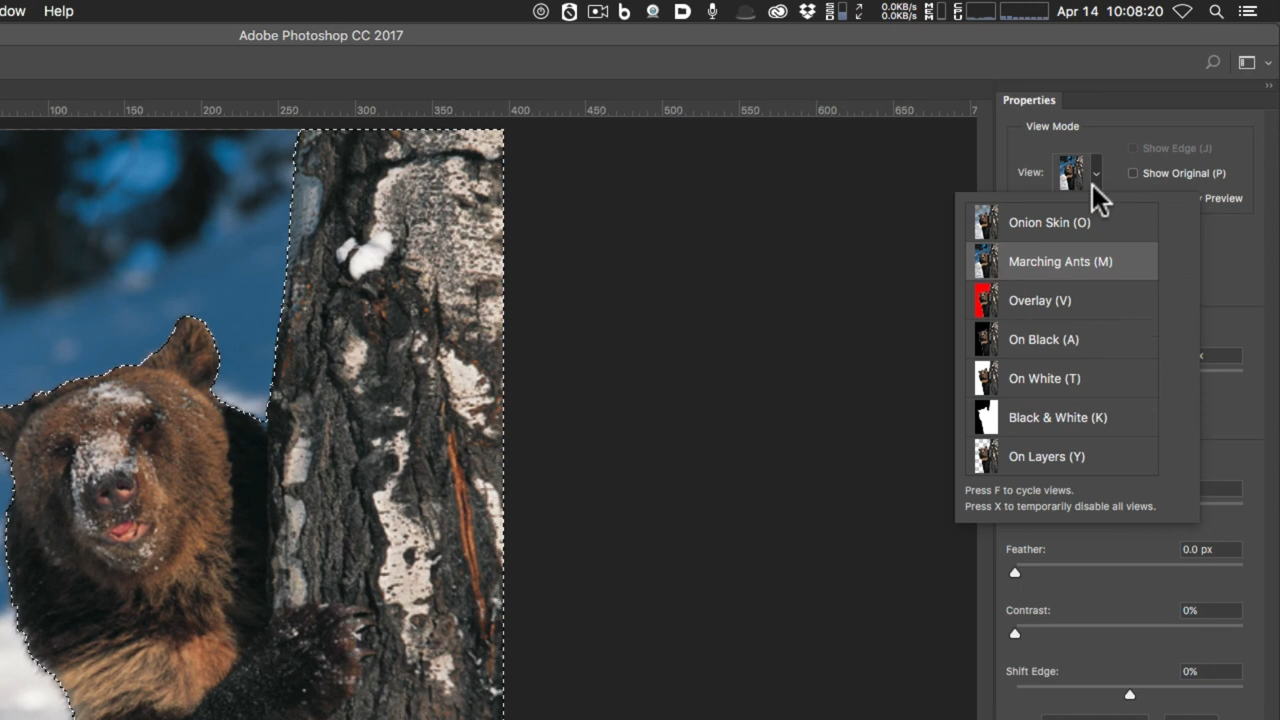 dow Help
0.0KB/s
0.0KB/s
MEM
CPU
Apr 14 10:08:20
Adobe Photoshop CC 2017
100 150 200 250 300 350 400 450 500 550 600 650 7
Properties
View Mode
Show Edge (J)
View:
Show Original (P)
Preview
Onion Skin (O)
Marching Ants (M)
Overlay (V)
On Black (A)
On White (T)
Black & White (K)
On Layers (Y)
Press F to cycle views.
Press X to temporarily disable all views.
Feather: 0.0 px
Contrast: 0%
Shift Edge: 0%